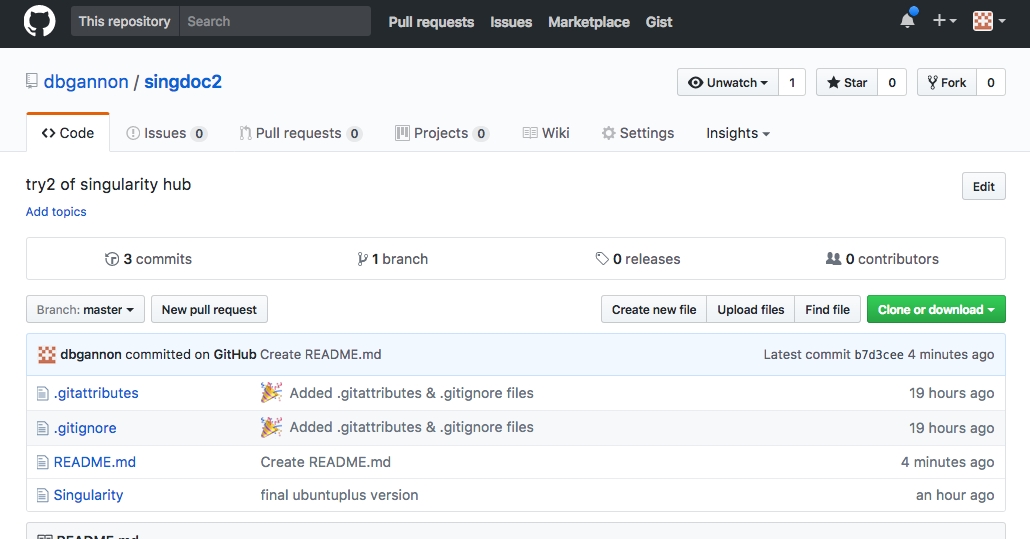 This repository Search Pull requests Issues Marketplace Gist
dbgannon / singdoc2 Unwatch 1 Star 0 Fork 0
Code Issues 0 Pull requests 0 Projects 0 Wiki Settings Insights
try2 of singularity hub Edit
Add topics
3 commits 1 branch 0 releases 0 contributors
Branch: master New pull request Create new file Upload files Find file Clone or download
dbgannon committed on GitHub Create README.md Latest commit b7d3cee 4 minutes ago
.gitattributes Added .gitattributes & .gitignore files 19 hours ago
.gitignore Added .gitattributes & .gitignore files 19 hours ago
README.md Create README.md 4 minutes ago
Singularity final ubuntuplus version an hour ago
README.md